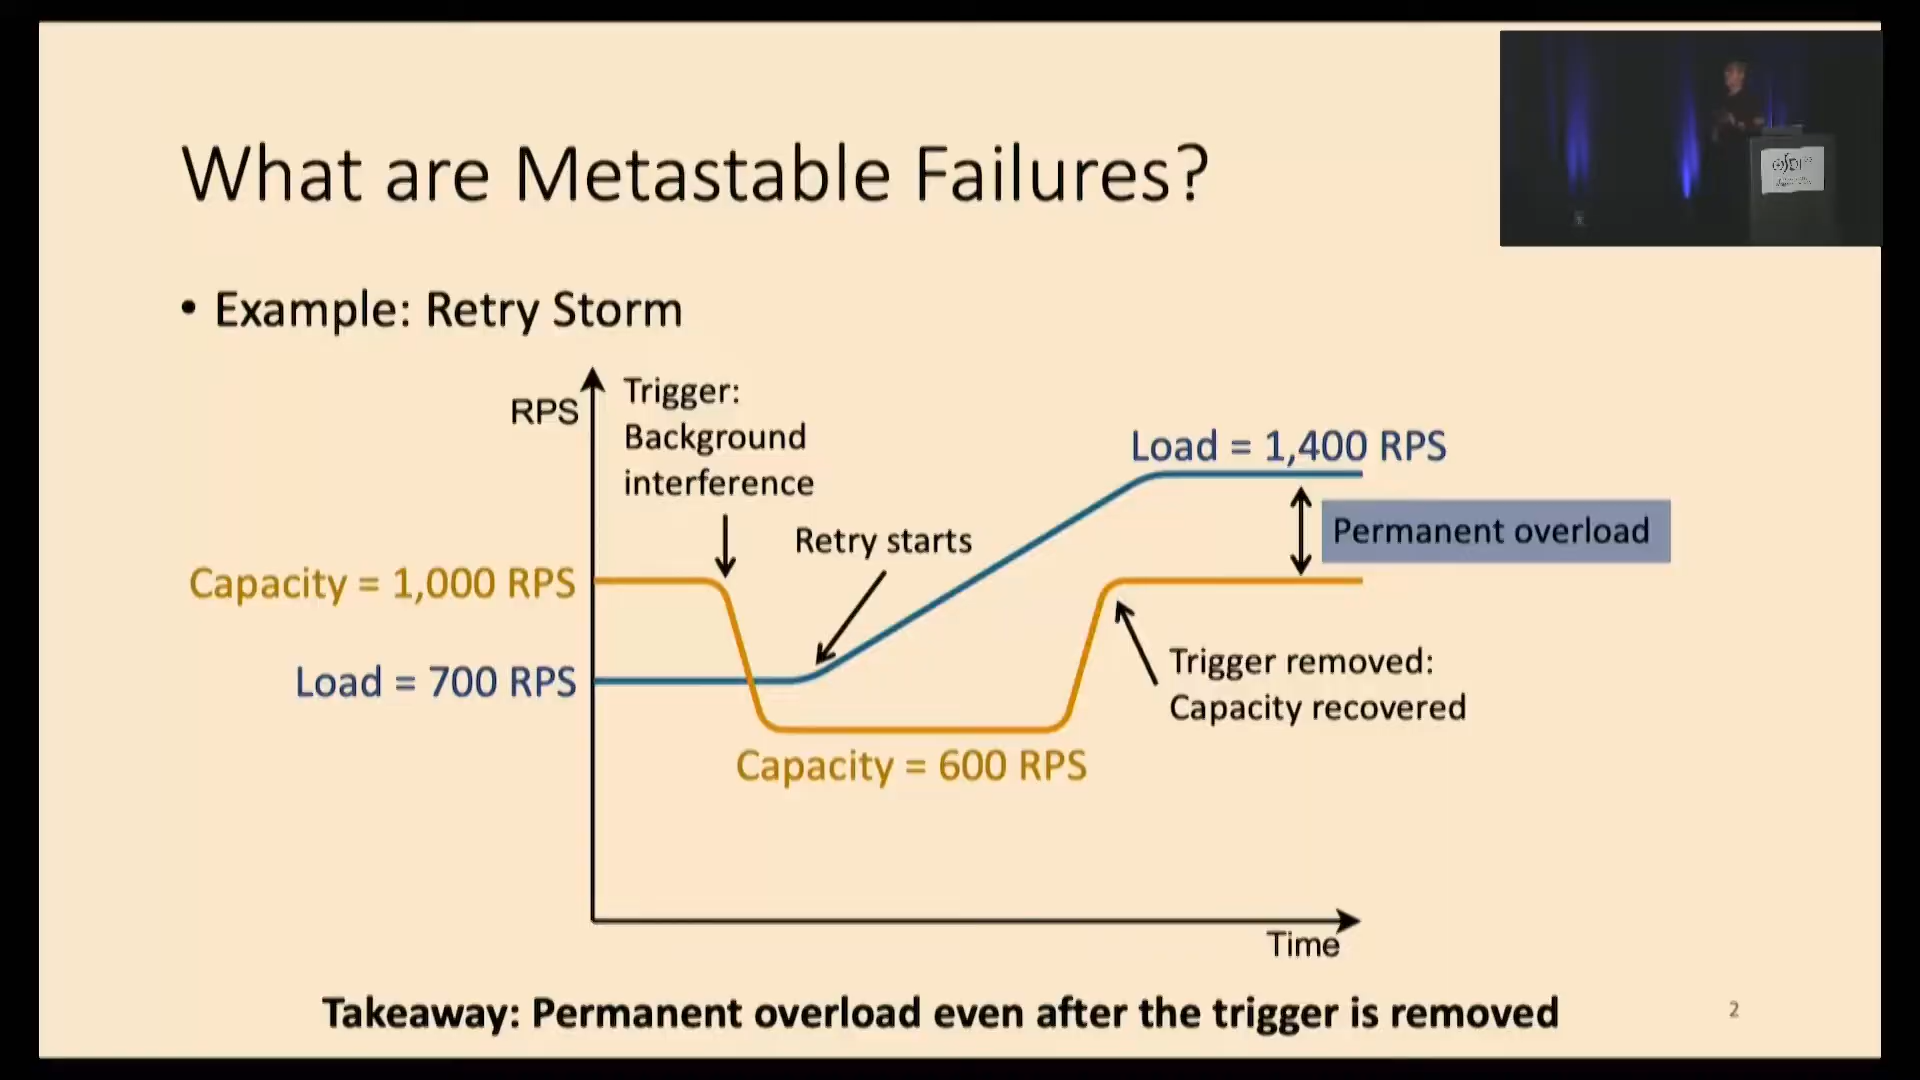 What are Metastable Failures?
• Example: Retry Storm
RPS
Trigger:
Background
interference
Load = 1,400 RPS
Retry starts
Permanent overload
Capacity = 1,000 RPS
Trigger removed:
Capacity recovered
Load = 700 RPS
Capacity = 600 RPS
Time
Takeaway: Permanent overload even after the trigger is removed
2